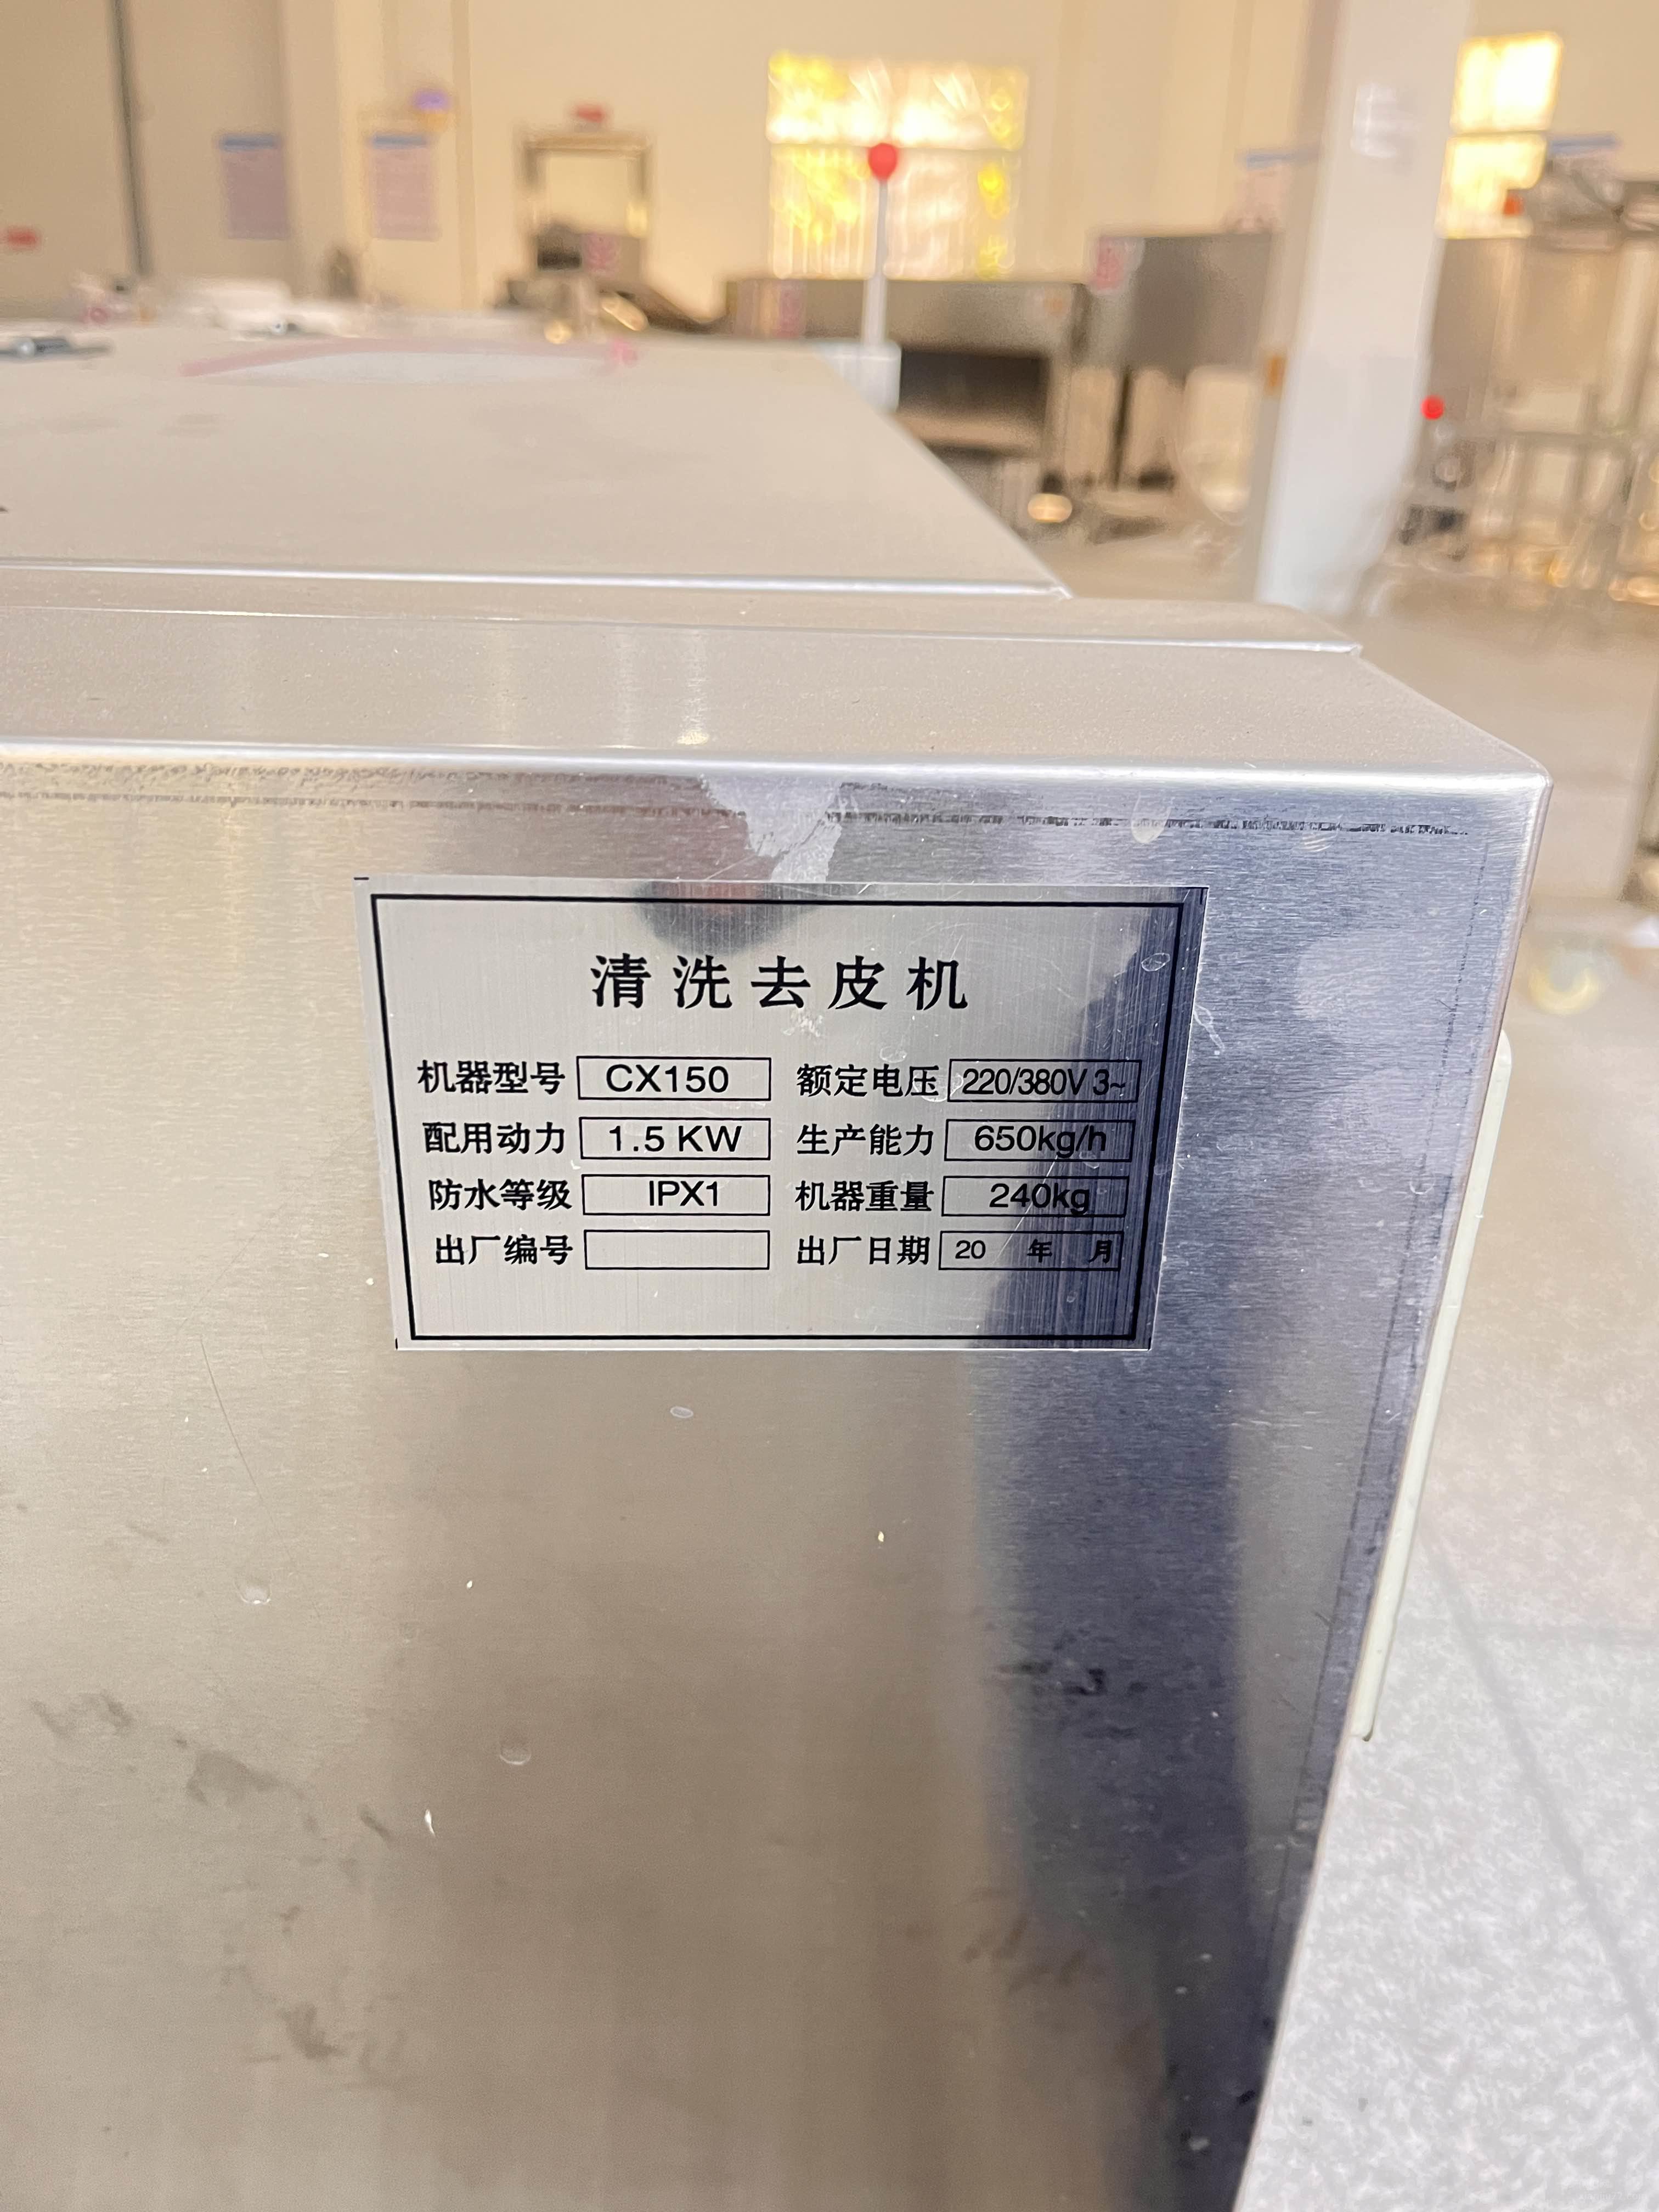 清洗去皮机
机器型号 CX150 额定电压 220/380V 3~
配用动力 1.5 KW 生产能力 650kg/h
防水等级 IPX1 机器重量 240kg
出厂编号 出厂日期 20 年 月